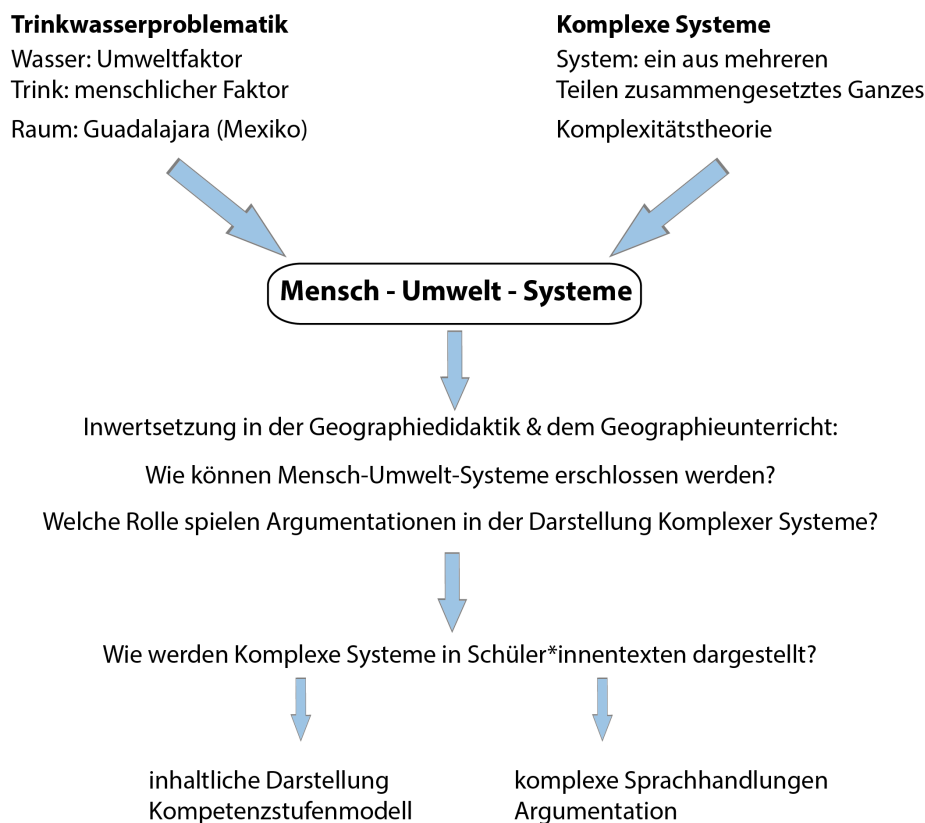 Trinkwasserproblematik
Wasser: Umweltfaktor
Trink: menschlicher Faktor
Raum: Guadalajara (Mexiko)
Komplexe Systeme
System: ein aus mehreren
Teilen zusammengesetztes Ganzes
Komplexitätstheorie
Mensch - Umwelt - Systeme
Inwertsetzung in der Geographiedidaktik & dem Geographieunterricht:
Wie können Mensch-Umwelt-Systeme erschlossen werden?
Welche Rolle spielen Argumentationen in der Darstellung Komplexer Systeme?
Wie werden Komplexe Systeme in Schüler*innentexten dargestellt?
inhaltliche Darstellung
Kompetenzstufenmodell
komplexe Sprachhandlungen
Argumentation